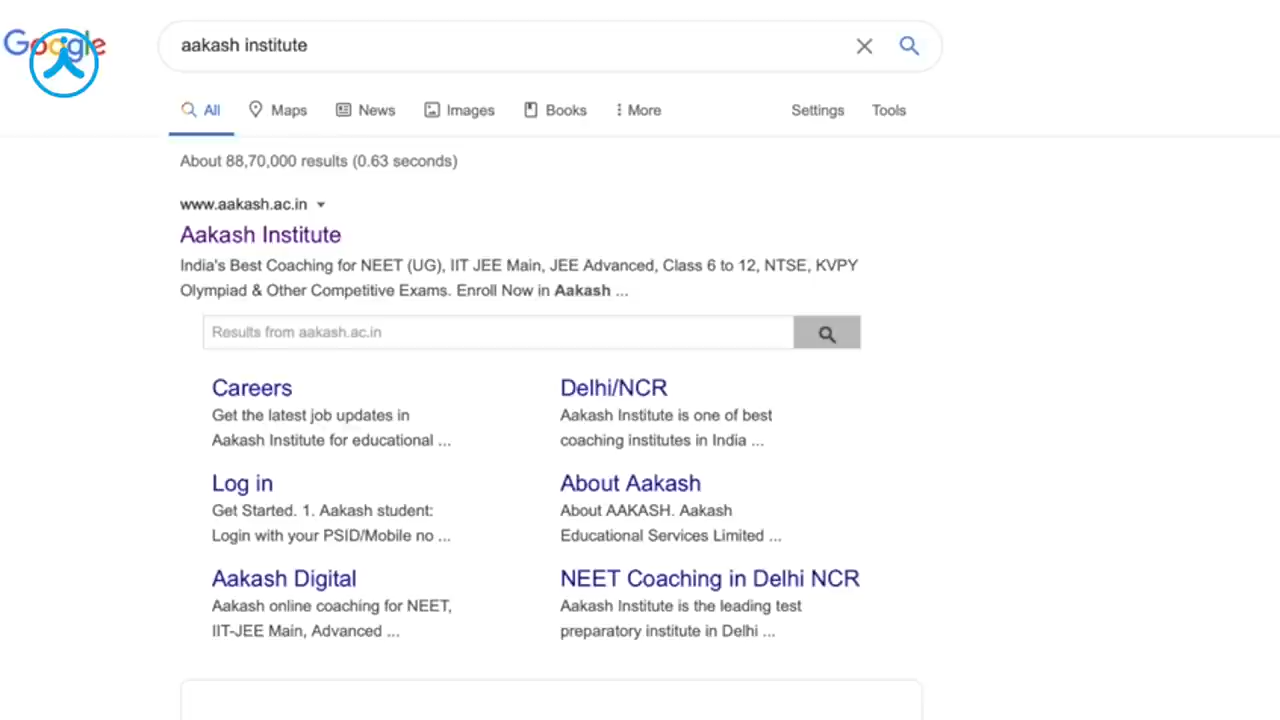 Google
aakash institute
All Maps News Images Books More Settings Tools
About 88,70,000 results (0.63 seconds)
www.aakash.ac.in
Aakash Institute
India's Best Coaching for NEET (UG), IIT JEE Main, JEE Advanced, Class 6 to 12, NTSE, KVPY
Olympiad & Other Competitive Exams. Enroll Now in Aakash ...
Results from aakash.ac.in
Careers
Get the latest job updates in
Aakash Institute for educational ...
Delhi/NCR
Aakash Institute is one of best
coaching institutes in India ...
Log in
Get Started. 1. Aakash student:
Login with your PSID/Mobile no ...
About Aakash
About AAKASH. Aakash
Educational Services Limited ...
Aakash Digital
Aakash online coaching for NEET,
IIT-JEE Main, Advanced ...
NEET Coaching in Delhi NCR
Aakash Institute is the leading test
preparatory institute in Delhi ...